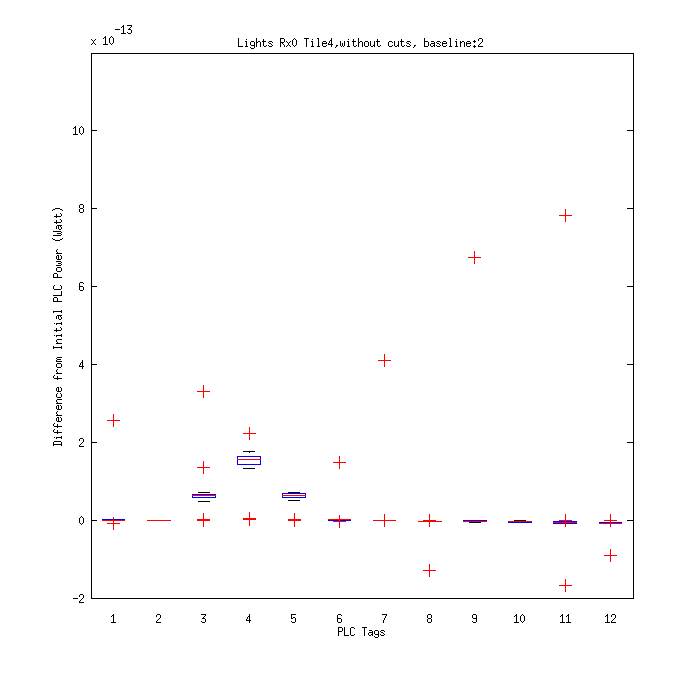 x 10-13
Lights Rx0 Tile4,without cuts, baseline:2
10
8
6
4
2
0
-2
Difference from Initial PLC Power (Watt)
1 2 3 4 5 6 7 8 9 10 11 12
PLC Tags